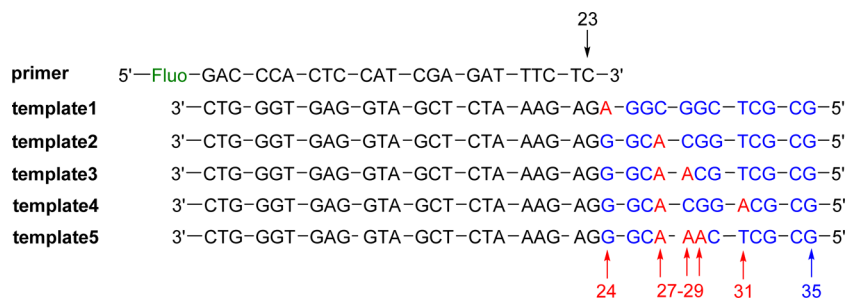 23
primer 5'-Fluo-GAC-CCA-CTC-CAT-CGA-GAT-TTC-TC-3'
template1 3'-CTG-GGT-GAG-GTA-GCT-CTA-AAG-AGA-GGC-GGC-TCG-CG-5'
template2 3'-CTG-GGT-GAG-GTA-GCT-CTA-AAG-AGG-GCA-CGG-TCG-CG-5'
template3 3'-CTG-GGT-GAG-GTA-GCT-CTA-AAG-AGG-GCA-ACG-TCG-CG-5'
template4 3'-CTG-GGT-GAG-GTA-GCT-CTA-AAG-AGG-GCA-CGG-ACG-CG-5'
template5 3'-CTG-GGT-GAG-GTA-GCT-CTA-AAG-AGG-GCA-AAC-TCG-CG-5'
24 27-29 31 35